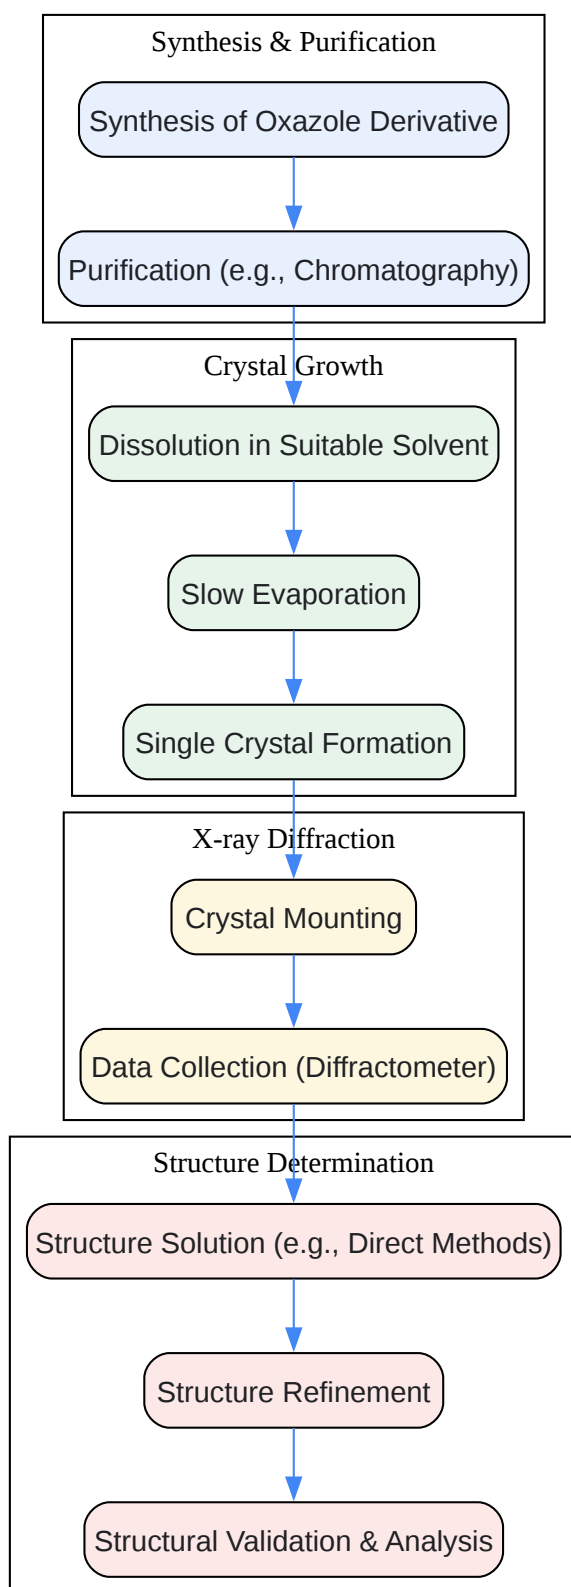 Synthesis & Purification
Synthesis of Oxazole Derivative
Purification (e.g., Chromatography)
Crystal Growth
Dissolution in Suitable Solvent
Slow Evaporation
Single Crystal Formation
X-ray Diffraction
Crystal Mounting
Data Collection (Diffractometer)
Structure Determination
Structure Solution (e.g., Direct Methods)
Structure Refinement
Structural Validation & Analysis